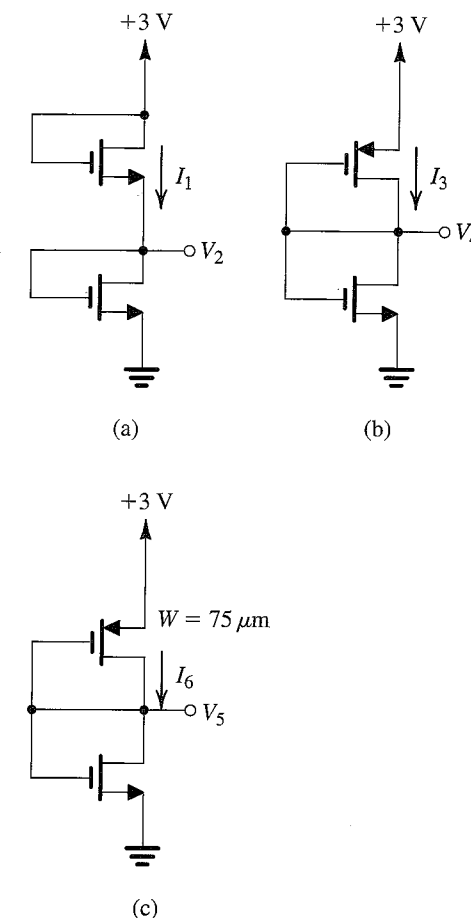 +3 V
+3 V
I₁
I₃
V₂
(a)
(b)
+3 V
W = 75 μm
I₆
V₅
(c)